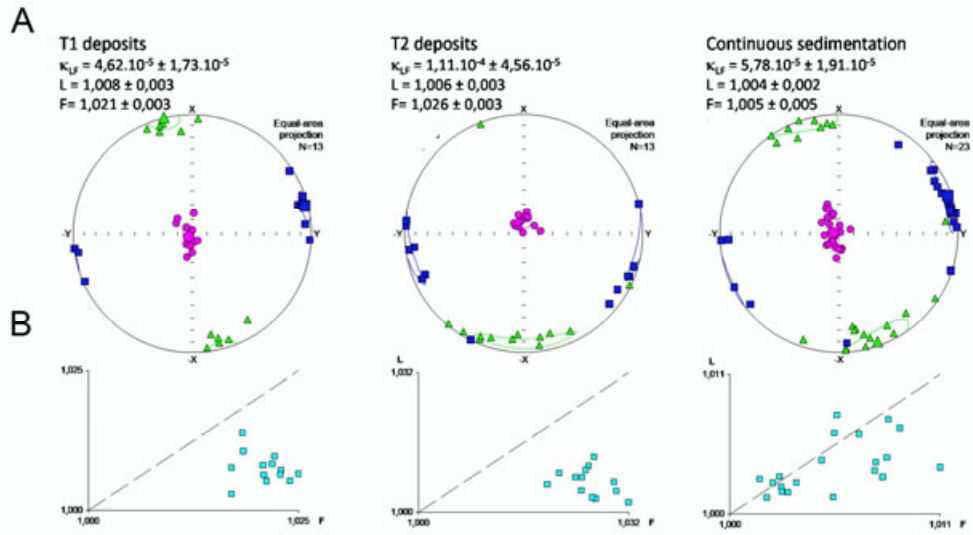 A
T1 deposits
κLF = 4,62.10-5 ± 1,73.10-5
L = 1,008 ± 0,003
F= 1,021 ± 0,003
X
Equal-area
projection
N=13
-Y
Y
-X
T2 deposits
κLF = 1,11.10-4 ± 4,56.10-5
L = 1,006 ± 0,003
F= 1,026 ± 0,003
X
Equal-area
projection
N=13
-Y
Y
-X
Continuous sedimentation
κLF = 5,78.10-5 ± 1,91.10-5
L = 1,004 ± 0,002
F= 1,005 ± 0,005
X
Equal-area
projection
N=23
-Y
Y
-X
B
1,025
1,000
1,000
1,025 F
L
1,032
1,000
1,000
1,032 F
L
1,011
1,000
1,000
1,011 F